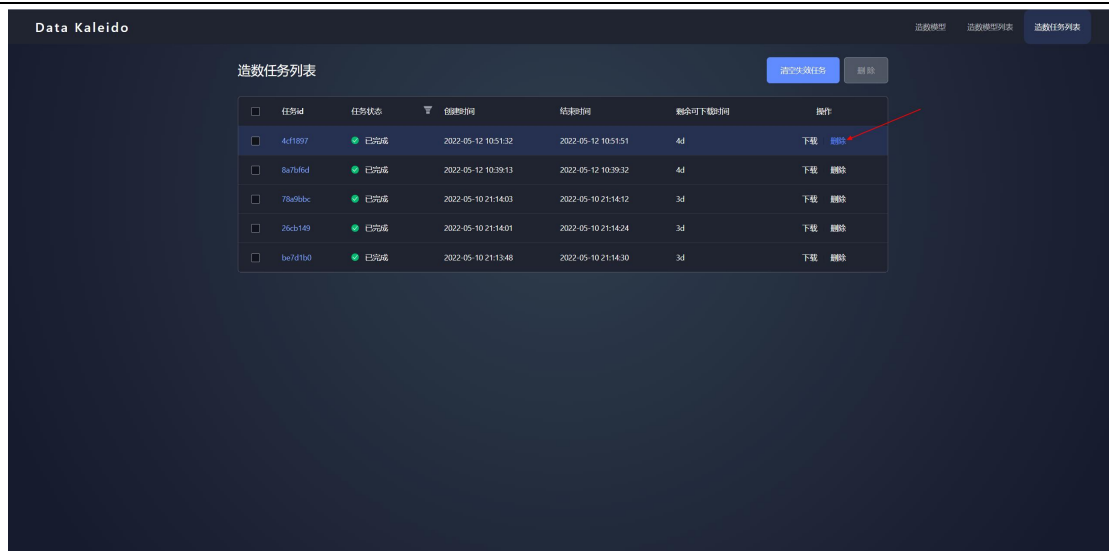 Data Kaleido 造数模型 造数模型列表 造数任务列表
造数任务列表 清空失效任务 删除
任务id 任务状态 创建时间 结束时间 剩余可下载时间 操作
4cf1897 已完成 2022-05-12 10:51:32 2022-05-12 10:51:51 4d 下载 删除
8a7bf6d 已完成 2022-05-12 10:39:13 2022-05-12 10:39:32 4d 下载 删除
78a9bbc 已完成 2022-05-10 21:14:03 2022-05-10 21:14:12 3d 下载 删除
26cb149 已完成 2022-05-10 21:14:01 2022-05-10 21:14:24 3d 下载 删除
be7d1b0 已完成 2022-05-10 21:13:48 2022-05-10 21:14:30 3d 下载 删除